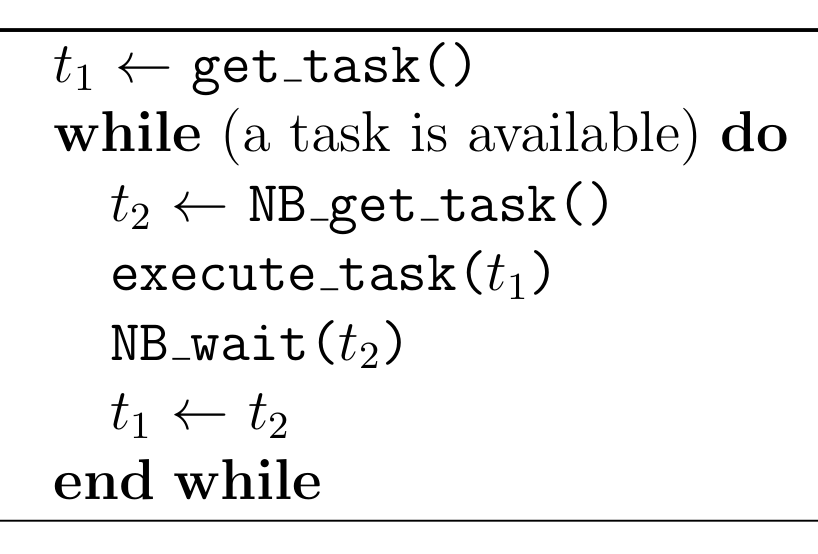 t₁ ← get_task()
while (a task is available) do
t₂ ← NB_get_task()
execute_task(t₁)
NB_wait(t₂)
t₁ ← t₂
end while